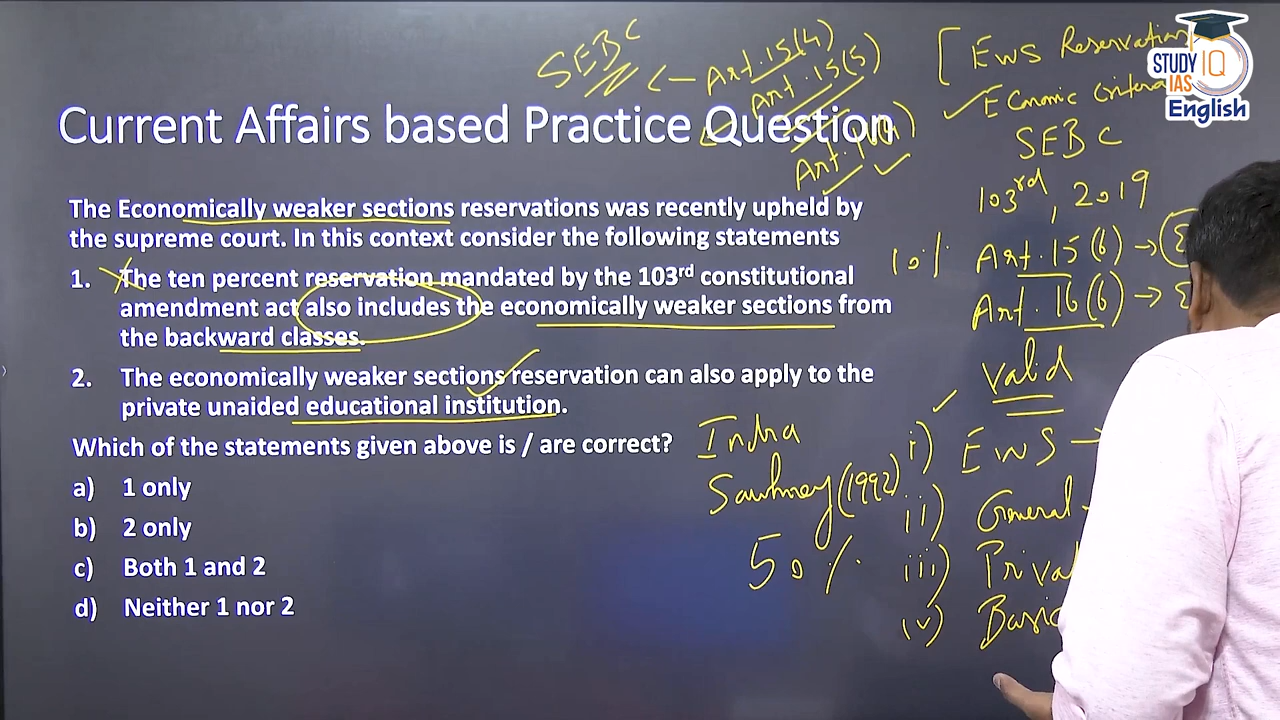 SEBC
<- Art. 15(4)
Art. 15(5)
[ EWS Reservation
STUDY IQ
IAS
English
Economic Criteria
Current Affairs based Practice Question
SEBC
103rd, 2019
The Economically weaker sections reservations was recently upheld by
the supreme court. In this context consider the following statements
10% Art. 15(6) →
1. The ten percent reservation mandated by the 103rd constitutional
amendment act also includes the economically weaker sections from
the backward classes.
Art. 16(6) →
2. The economically weaker sections reservation can also apply to the
private unaided educational institution.
Valid
Which of the statements given above is / are correct?
a) 1 only
b) 2 only
c) Both 1 and 2
d) Neither 1 nor 2
Indra
Sawhney (1992)
50%
i) EWS →
ii) General
iii)
iv)